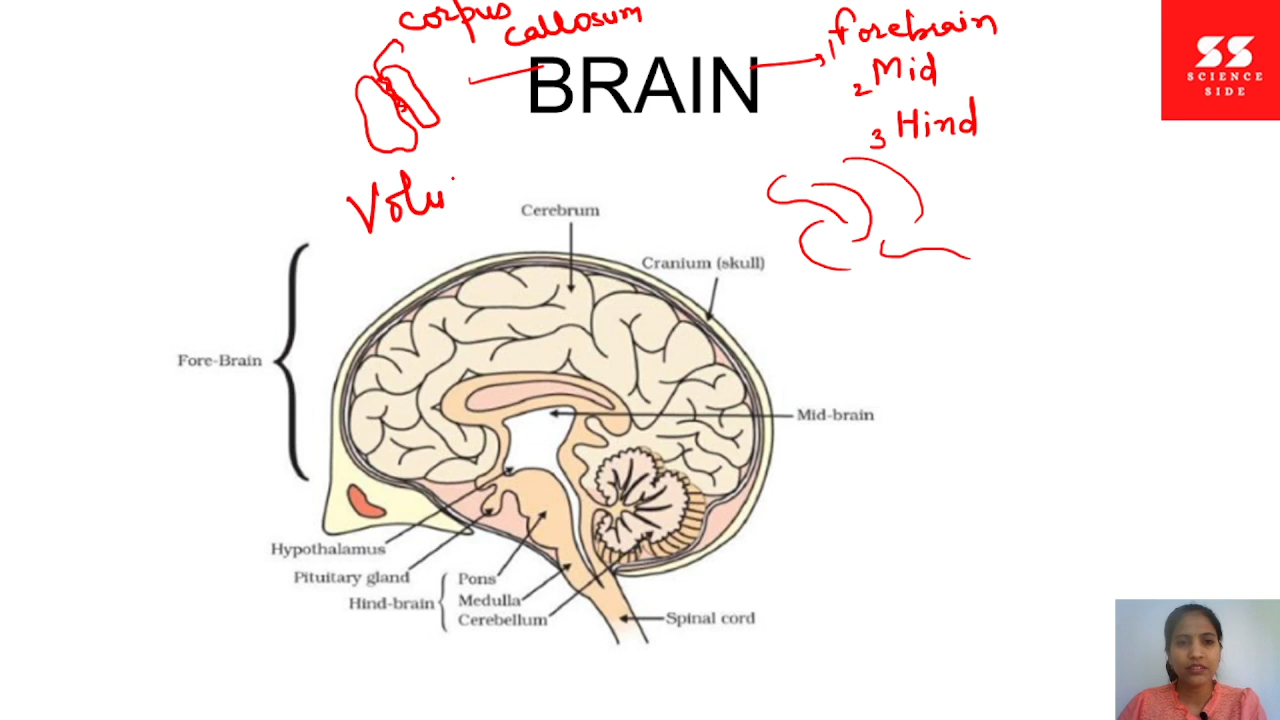 corpus
callosum
BRAIN
1 Forebrain
2 Mid
3 Hind
SS
SCIENCE
SIDE
Volu
Cerebrum
Cranium (skull)
Fore-Brain
Mid-brain
Hypothalamus
Pituitary gland
Hind-brain
Pons
Medulla
Cerebellum
Spinal cord